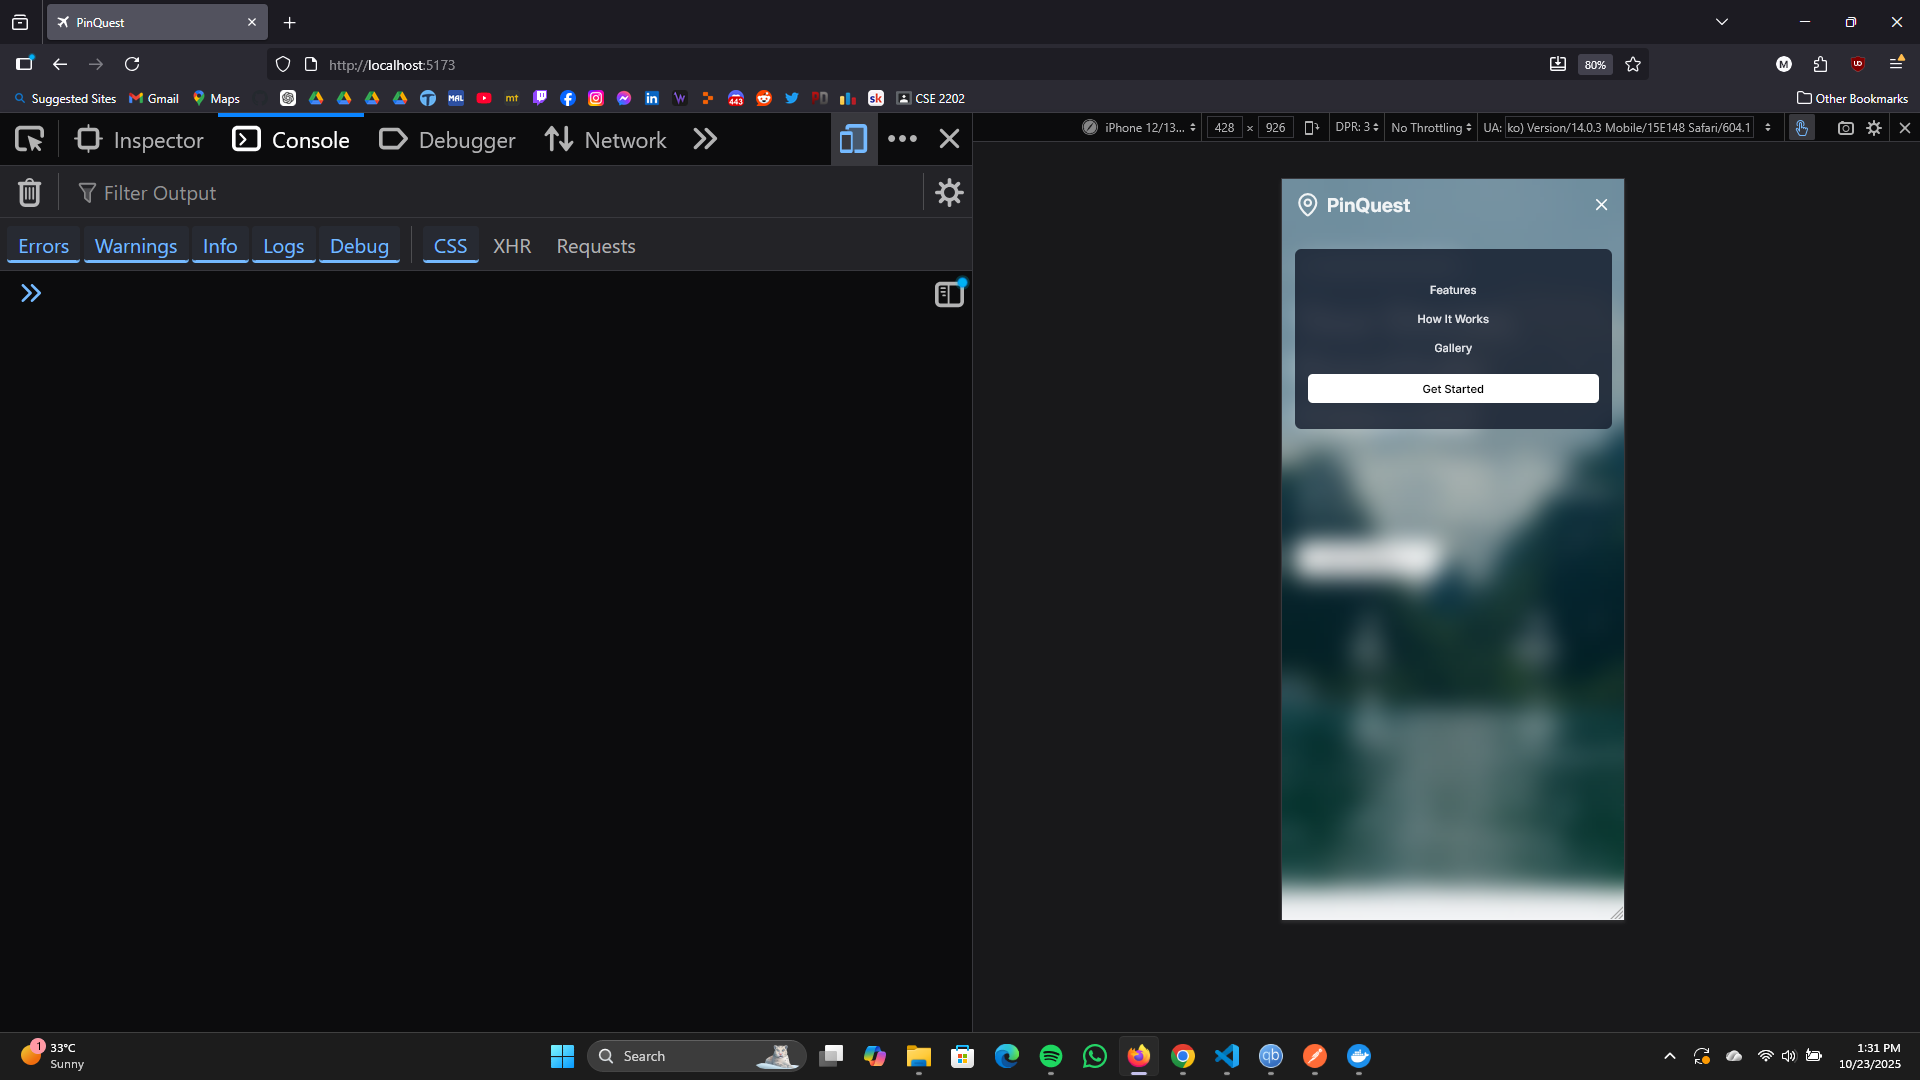 PinQuest
http://localhost:5173
80%
Suggested Sites
Gmail
Maps
CSE 2202
Other Bookmarks
Inspector
Console
Debugger
Network
iPhone 12/13...
428 × 926
DPR: 3
No Throttling
UA: ko) Version/14.0.3 Mobile/15E148 Safari/604.1
Filter Output
Errors
Warnings
Info
Logs
Debug
CSS
XHR
Requests
PinQuest
Features
How It Works
Gallery
Get Started
1
33°C
Sunny
Search
1:31 PM
10/23/2025